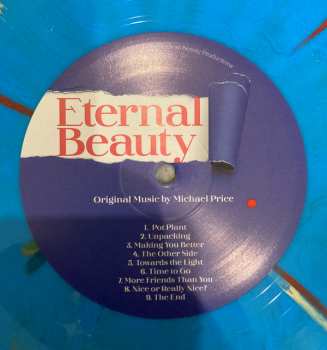 Eternal
Beauty
Original Music by Michael Price
1. Pot Plant
2. Unpacking
3. Making You Better
4. The Other Side
5. Towards the Light
6. Time to Go
7. More Friends Than You
8. Nice or Really Nice?
9. The End